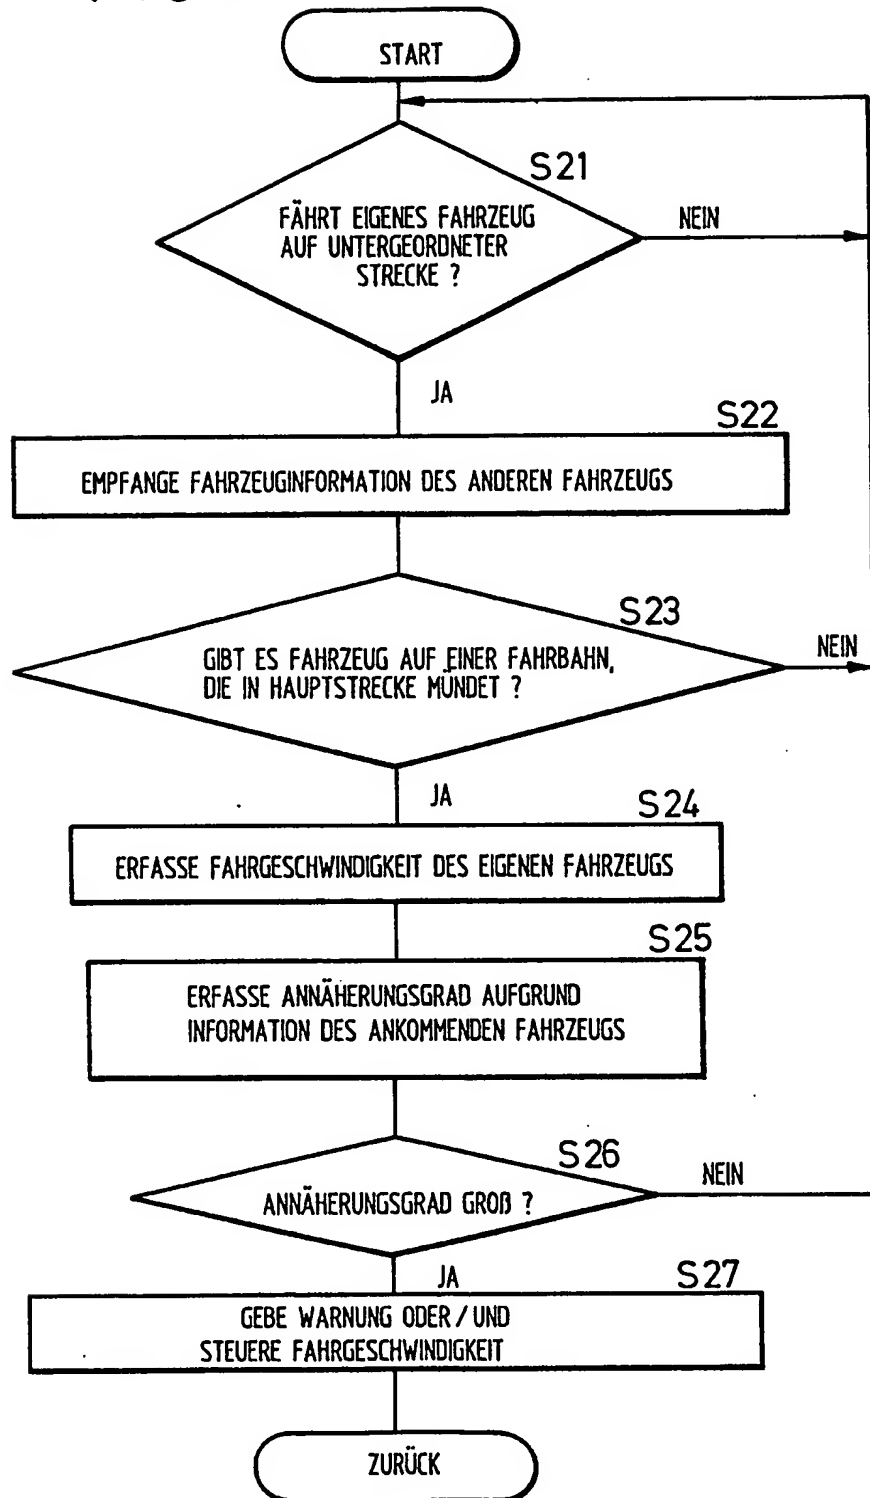 START
S21
FÄHRT EIGENES FAHRZEUG
AUF UNTERGEORDNETER
STRECKE ?
NEIN
JA
S22
EMPFANGE FAHRZEUGINFORMATION DES ANDEREN FAHRZEUGS
S23
GIBT ES FAHRZEUG AUF EINER FAHRBAHN,
DIE IN HAUPTSTRECKE MÜNDET ?
NEIN
JA
S24
ERFASSE FAHRGESCHWINDIGKEIT DES EIGENEN FAHRZEUGS
S25
ERFASSE ANNÄHERUNGSGRAD AUFGRUND
INFORMATION DES ANKOMMENDEN FAHRZEUGS
S26
ANNÄHERUNGSGRAD GROß ?
NEIN
JA
S27
GEBE WARNUNG ODER / UND
STEUERE FAHRGESCHWINDIGKEIT
ZURÜCK